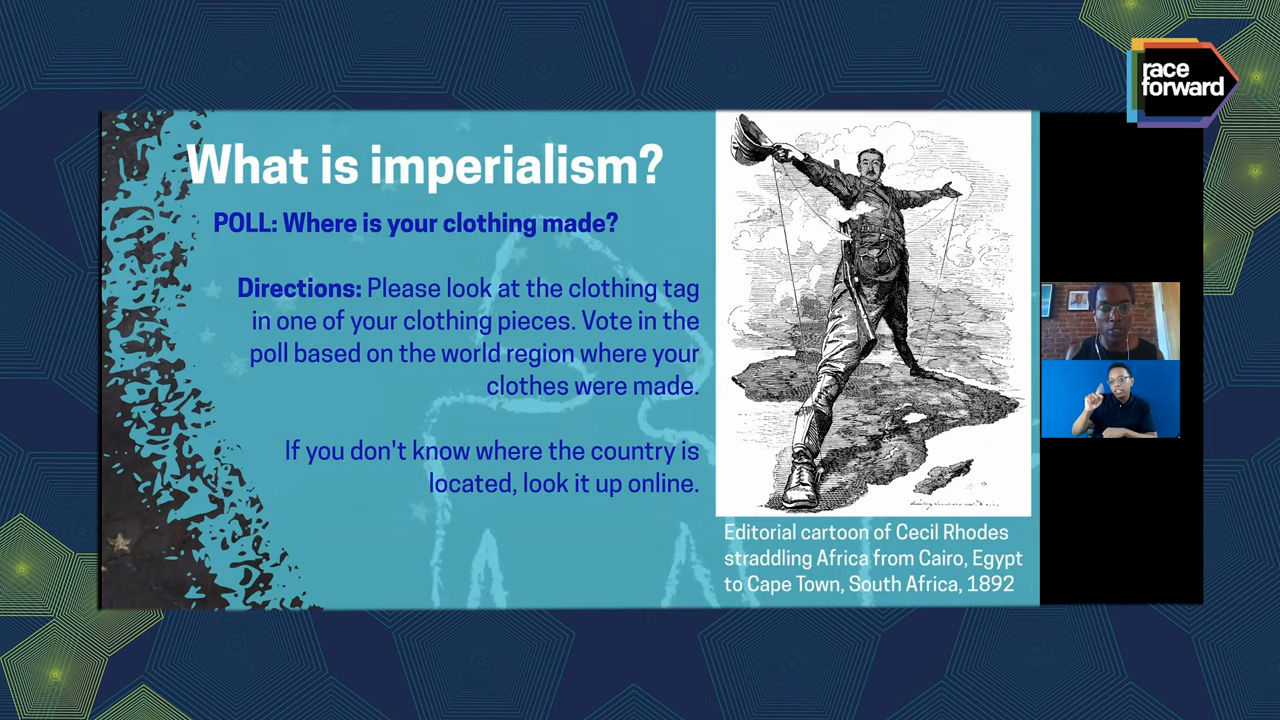 race
forward
What is imperialism?
POLL: Where is your clothing made?
Directions: Please look at the clothing tag
in one of your clothing pieces. Vote in the
poll based on the world region where your
clothes were made.
If you don't know where the country is
located, look it up online.
Editorial cartoon of Cecil Rhodes
straddling Africa from Cairo, Egypt
to Cape Town, South Africa, 1892